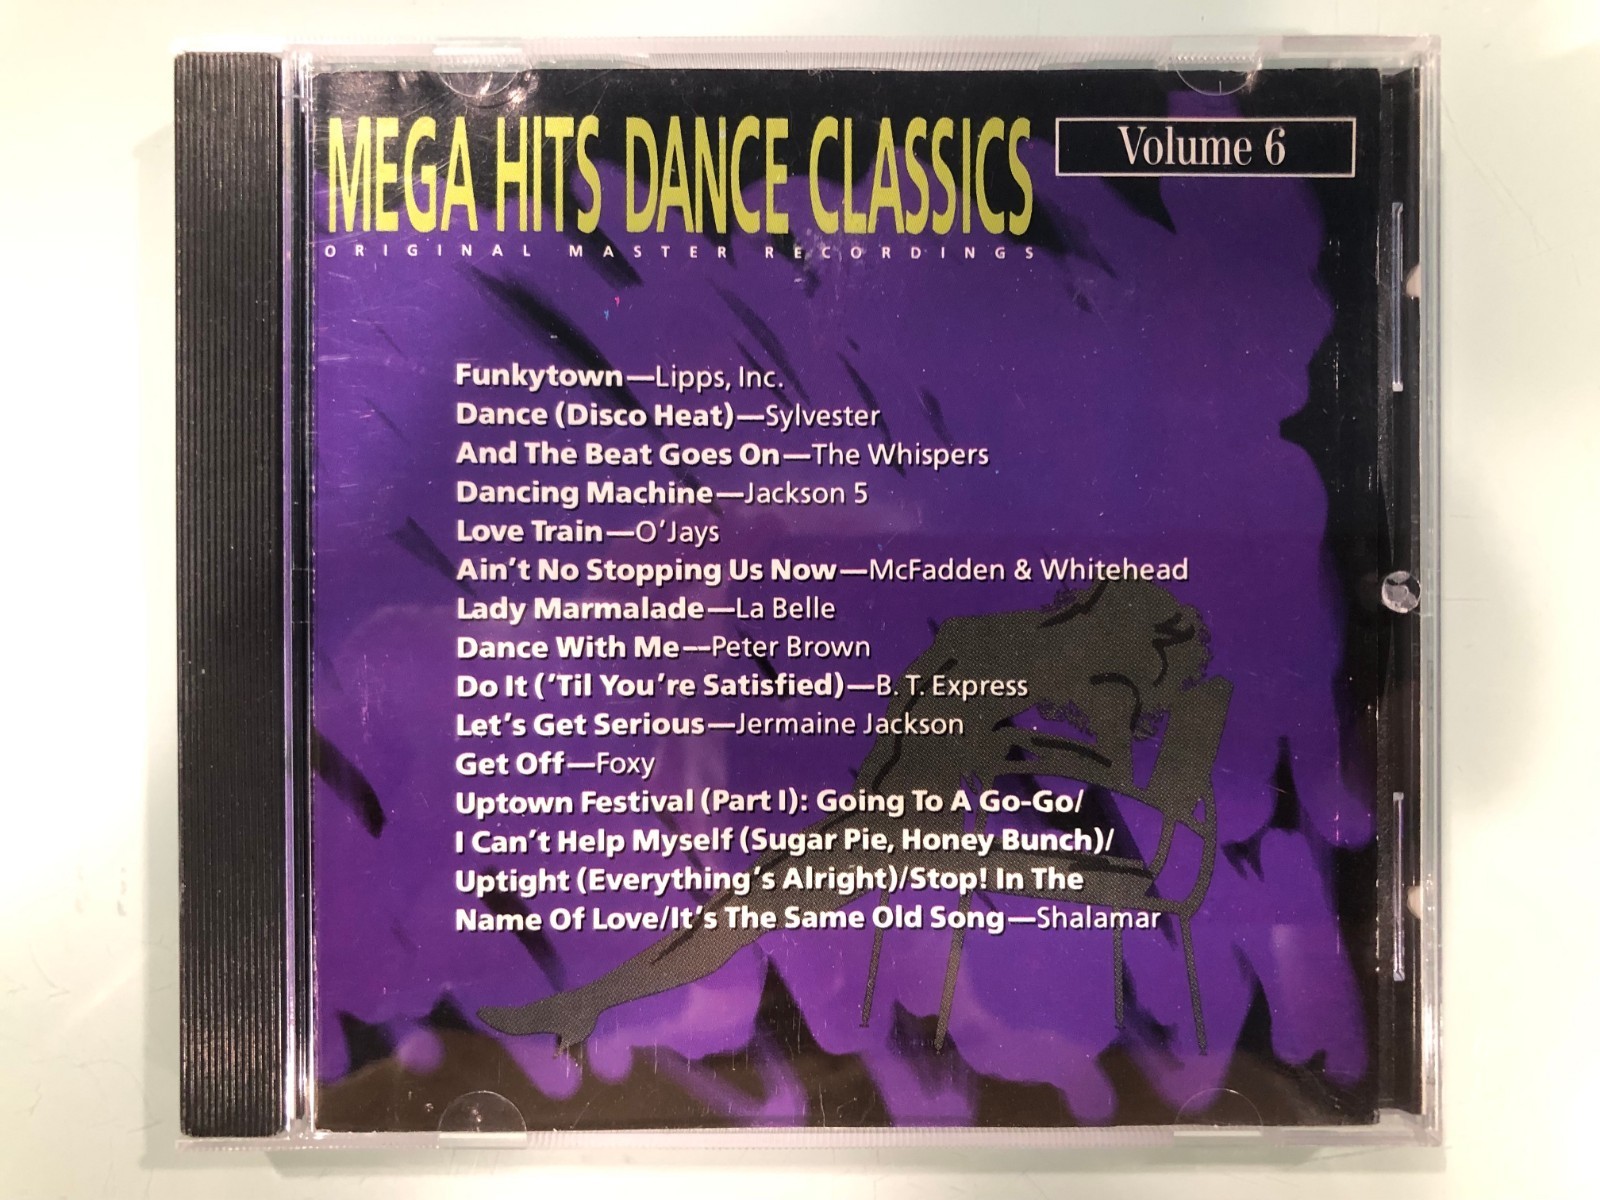 MEGA HITS DANCE CLASSICS
Volume 6
ORIGINAL MASTER RECORDINGS
Funkytown—Lipps, Inc.
Dance (Disco Heat)—Sylvester
And The Beat Goes On—The Whispers
Dancing Machine—Jackson 5
Love Train—O'Jays
Ain't No Stopping Us Now—McFadden & Whitehead
Lady Marmalade—La Belle
Dance With Me—Peter Brown
Do It ('Til You're Satisfied)—B. T. Express
Let's Get Serious—Jermaine Jackson
Get Off—Foxy
Uptown Festival (Part I): Going To A Go-Go/
I Can't Help Myself (Sugar Pie, Honey Bunch)/
Uptight (Everything's Alright)/Stop! In The
Name Of Love/It's The Same Old Song—Shalamar